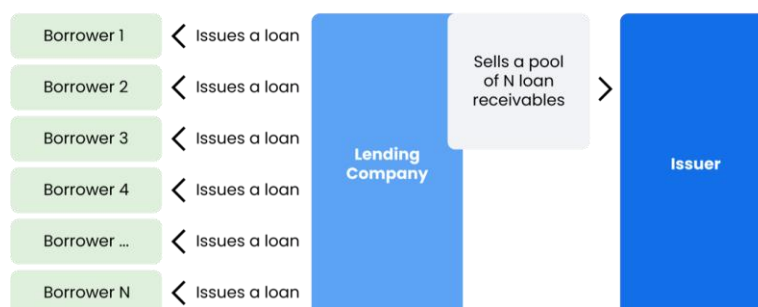 Borrower 1
Issues a loan
Borrower 2
Issues a loan
Borrower 3
Issues a loan
Borrower 4
Issues a loan
Borrower ...
Issues a loan
Borrower N
Issues a loan
Lending
Company
Sells a pool
of N loan
receivables
Issuer